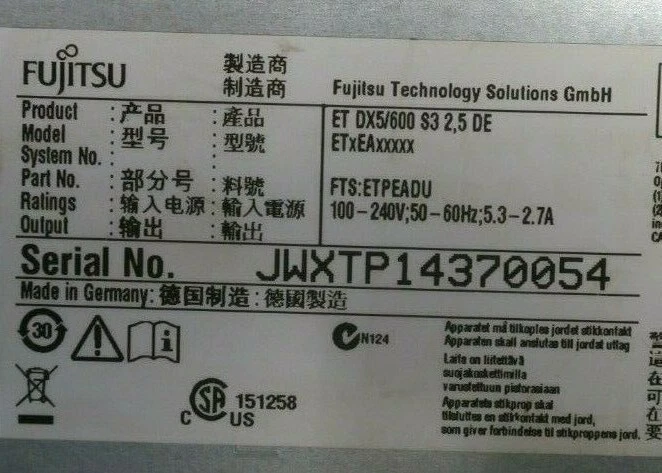 FUJITSU 製造商
制造商 Fujitsu Technology Solutions GmbH
Product : 产品 : 產品 ET DX5/600 S3 2,5 DE
Model : 型号 : 型號 ETxEAxxxxx
System No. : :
Part No. : 部分号 : 料號 FTS:ETPEADU
Ratings : 输入电源 : 輸入電源 100-240V;50-60Hz;5.3-2.7A
Output : 输出 : 輸出
Serial No. JWXTP14370054
Made in Germany: 德国制造 : 德國製造
30
N124
Apparatet må tilkoples jordet stikkontakt
Apparaten skall anslutas till jordat uttag
Laite on liitettävä
suojakoskettimilla
varustettuun pistorasiaan
Apparatets stikprop skal
tilsluttes en stikkontakt med jord,
som giver forbindelse til stikproppens jord.
C SA US 151258
在
可
在
要